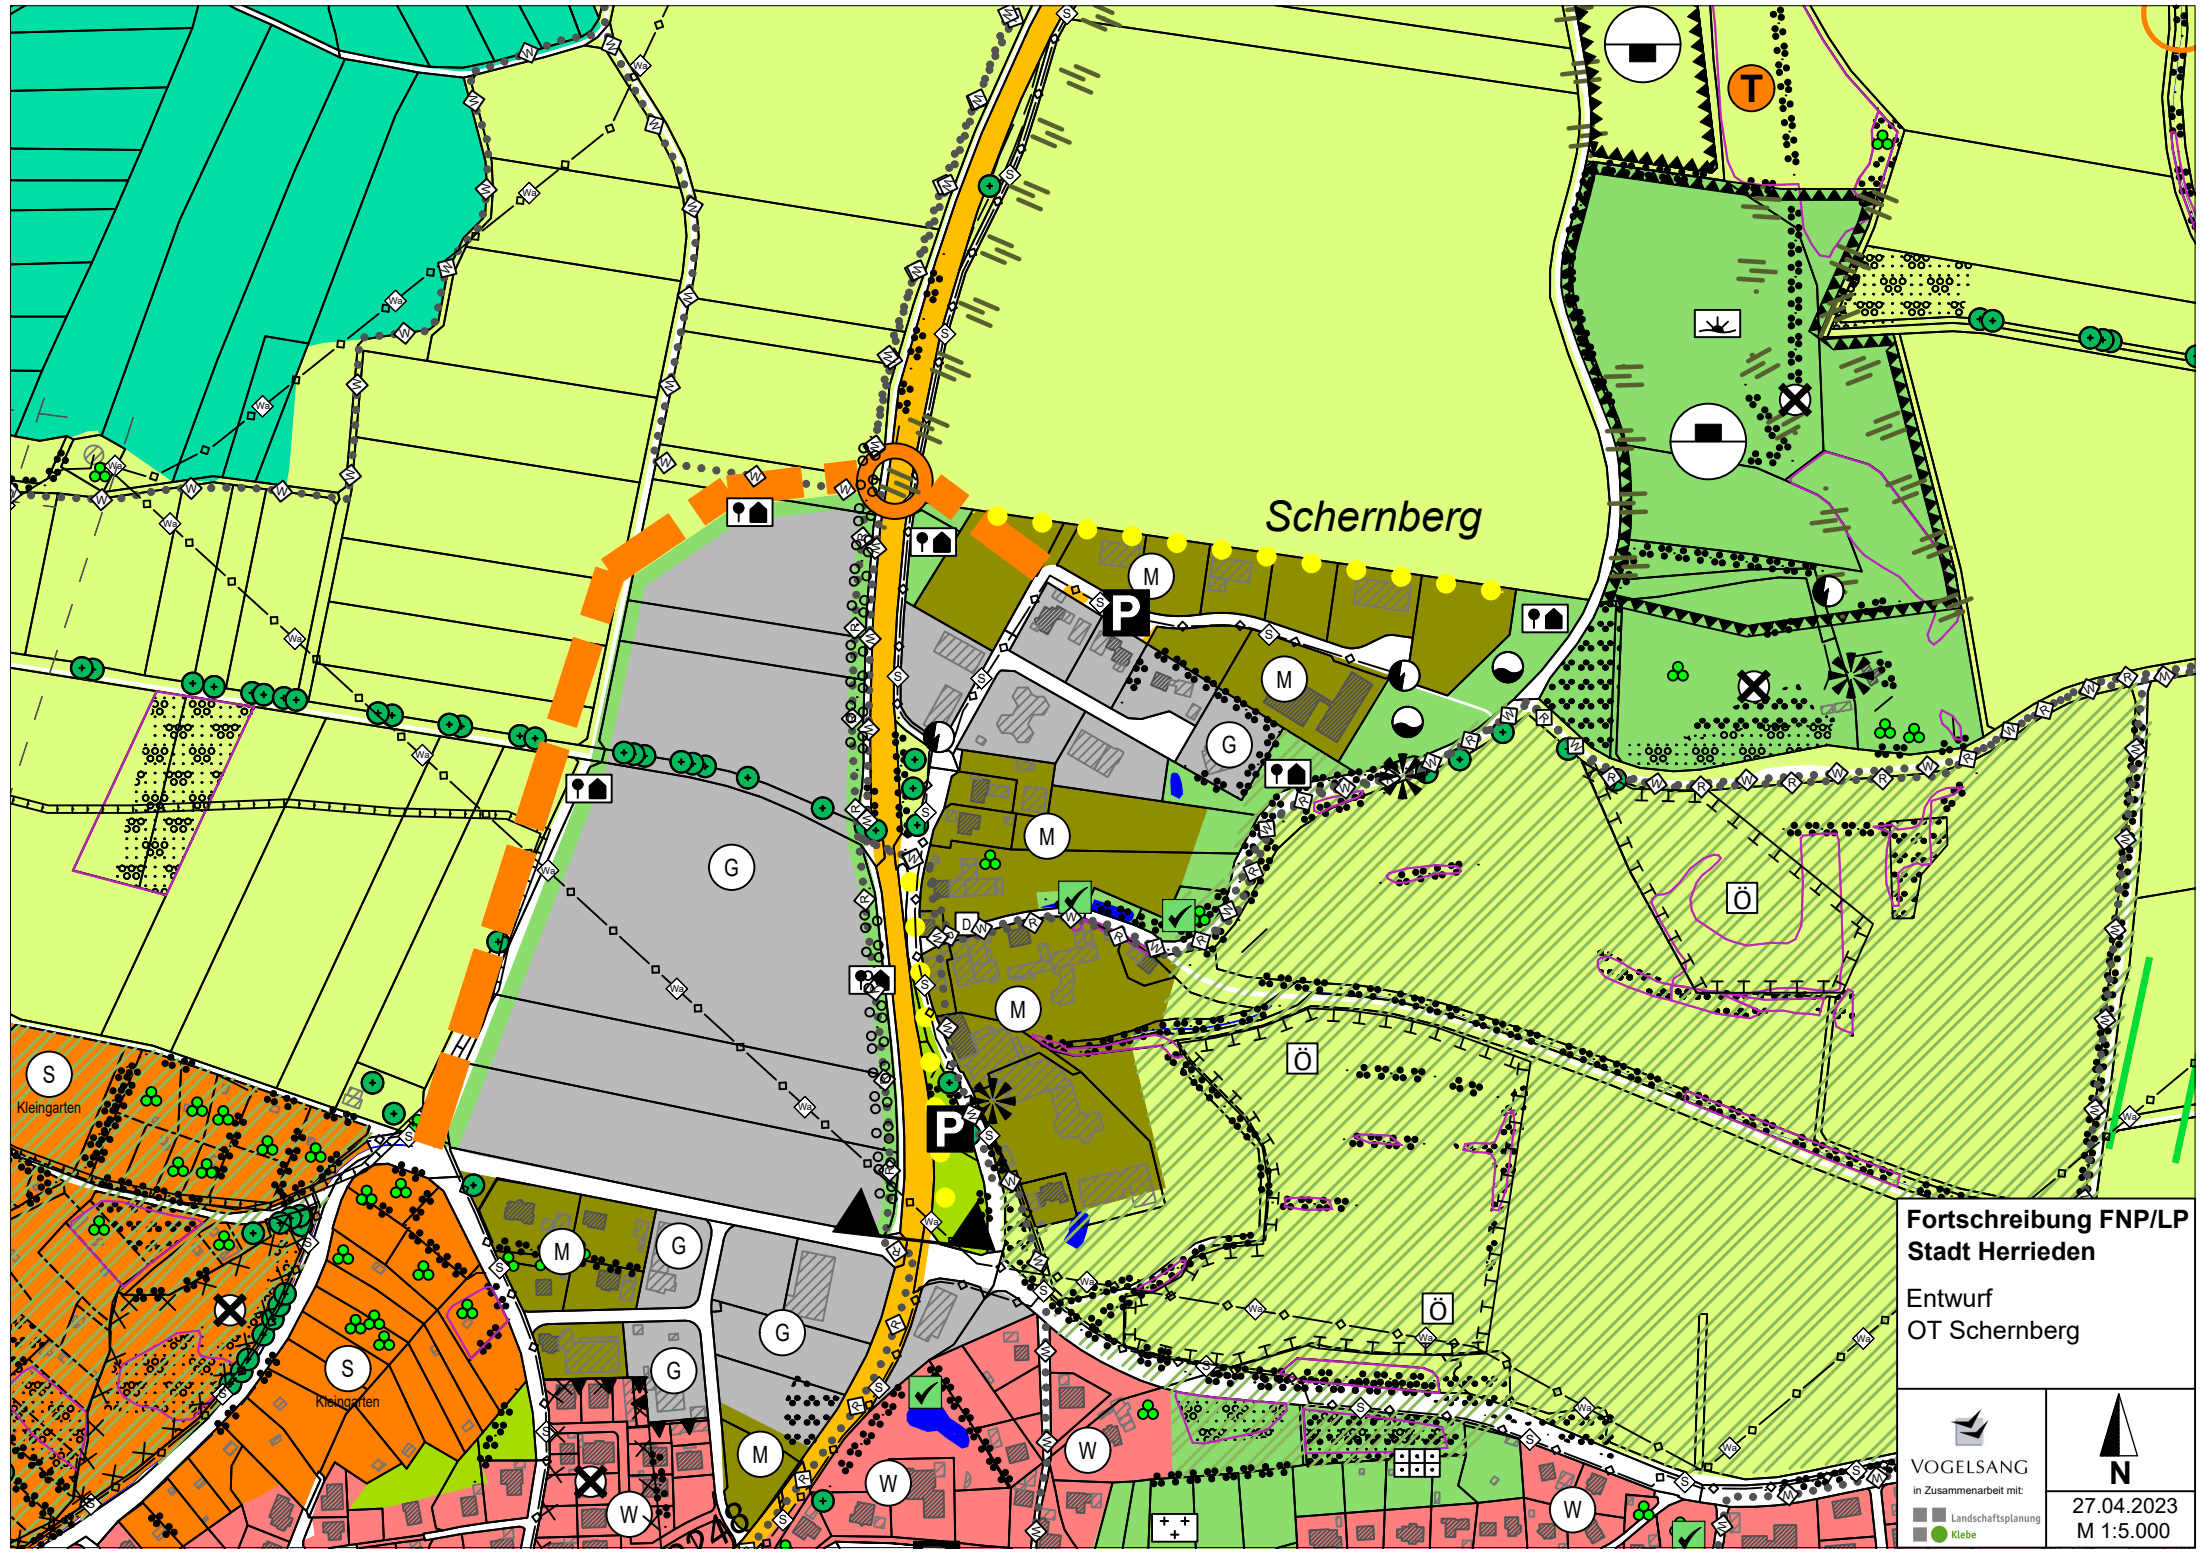 T
Schernberg
M
P
M
G
G
M
D
Ö
M
Ö
S
Kleingarten
P
M
G
Ö
G
S
Kleingarten
G
M
W
W
W
W
Fortschreibung FNP/LP
Stadt Herrieden
Entwurf
OT Schernberg
VOGELSANG
in Zusammenarbeit mit:
Landschaftsplanung
Klebe
N
27.04.2023
M 1:5.000